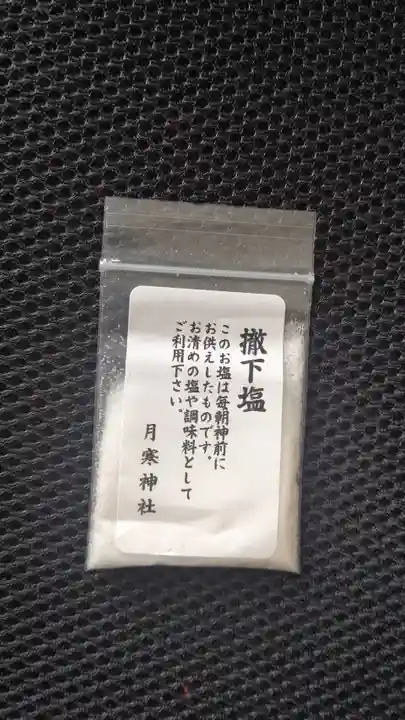 撤下塩
このお塩は毎朝神前に
お供えしたものです。
お清めの塩や調味料として
ご利用下さい。
月寒神社